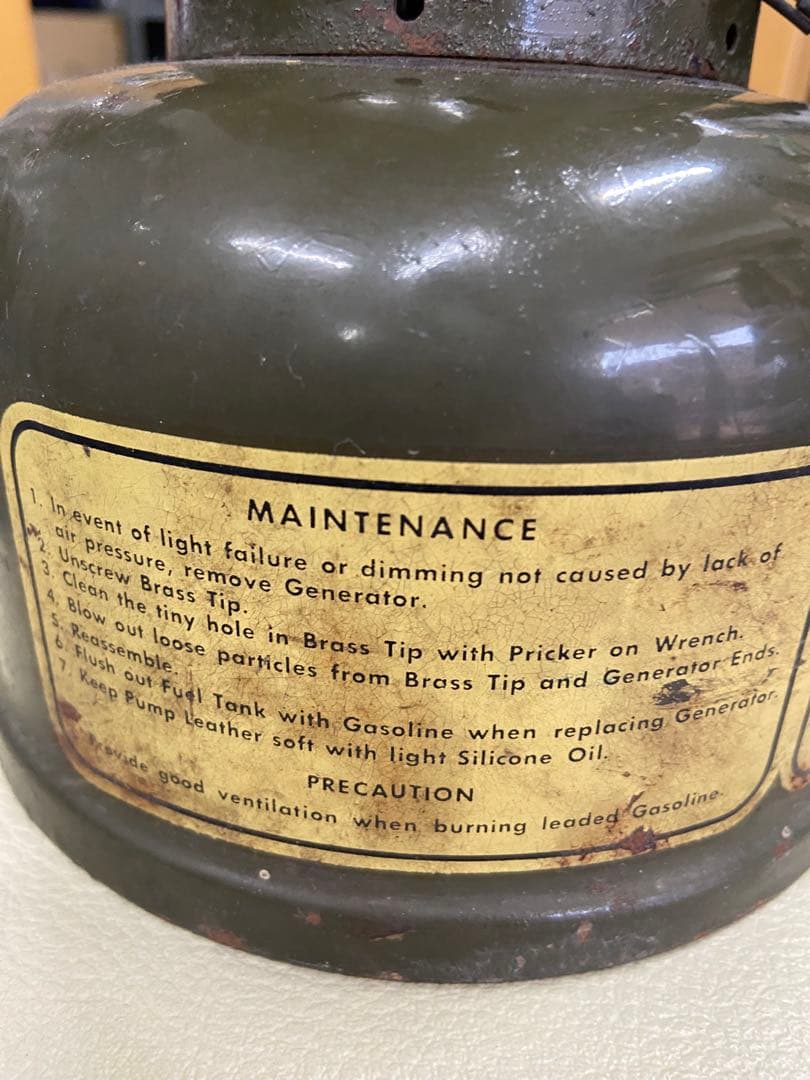 MAINTENANCE
1. In event of light failure or dimming not caused by lack of
air pressure, remove Generator.
2. Unscrew Brass Tip.
3. Clean the tiny hole in Brass Tip with Pricker on Wrench.
4. Blow out loose particles from Brass Tip and Generator Ends.
5. Reassemble.
6. Flush out Fuel Tank with Gasoline when replacing Generator.
7. Keep Pump Leather soft with light Silicone Oil.
PRECAUTION
Provide good ventilation when burning leaded Gasoline.